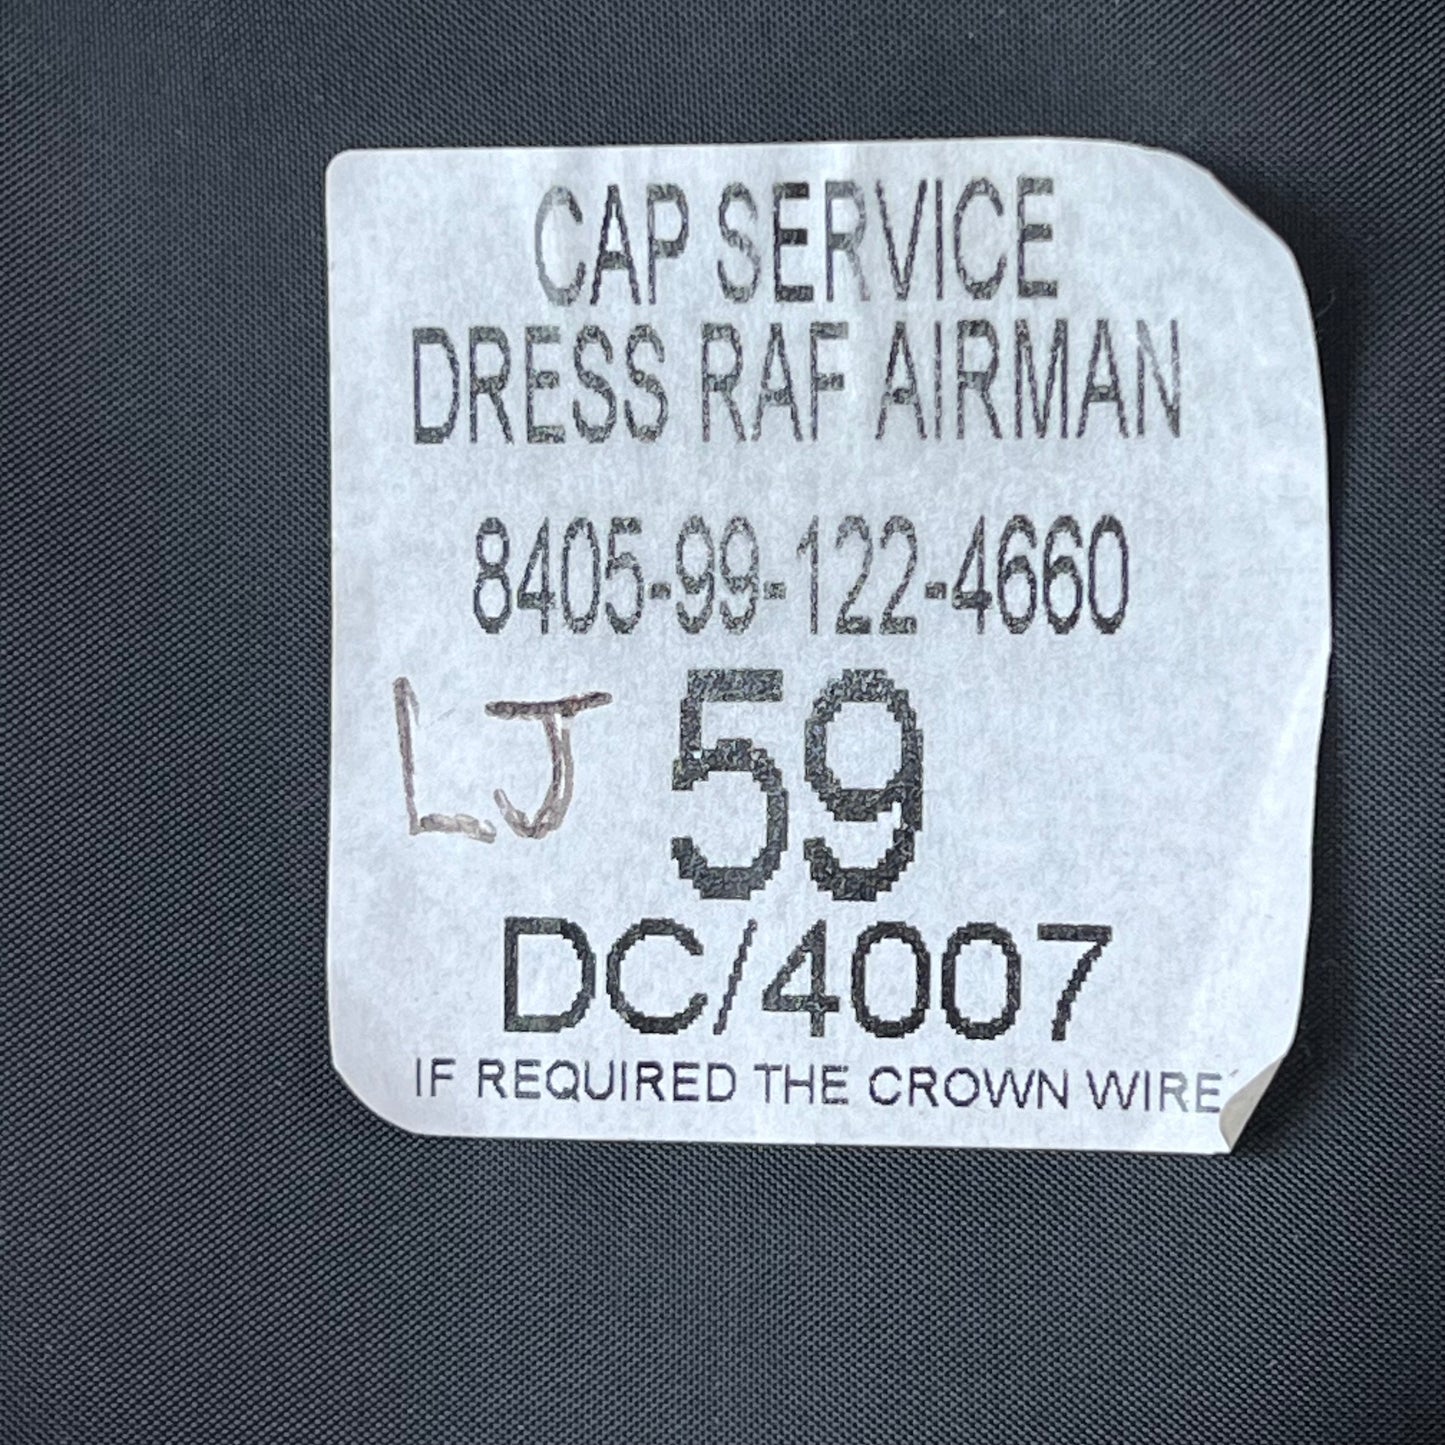 CAP SERVICE
DRESS RAF AIRMAN
8405-99-122-4660
LJ 59
DC/4007
IF REQUIRED THE CROWN WIRE